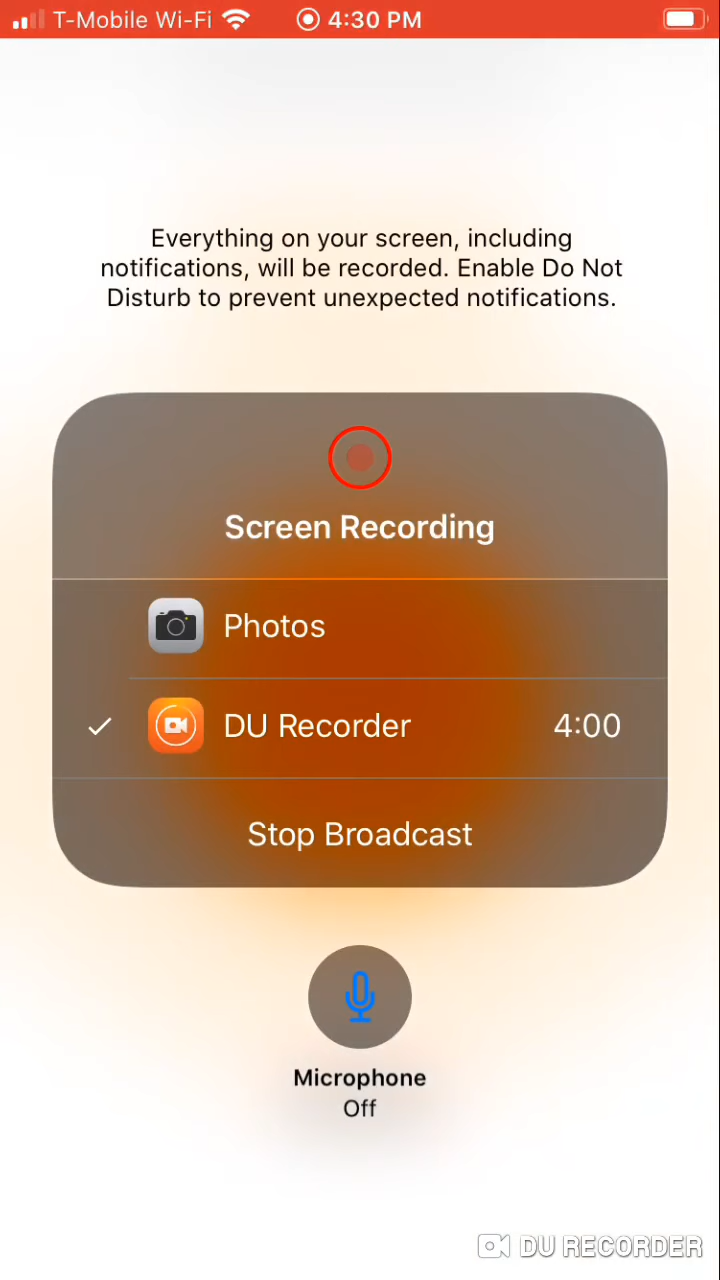 T-Mobile Wi-Fi 4:30 PM
Everything on your screen, including
notifications, will be recorded. Enable Do Not
Disturb to prevent unexpected notifications.
Screen Recording
Photos
DU Recorder 4:00
Stop Broadcast
Microphone
Off
DU RECORDER